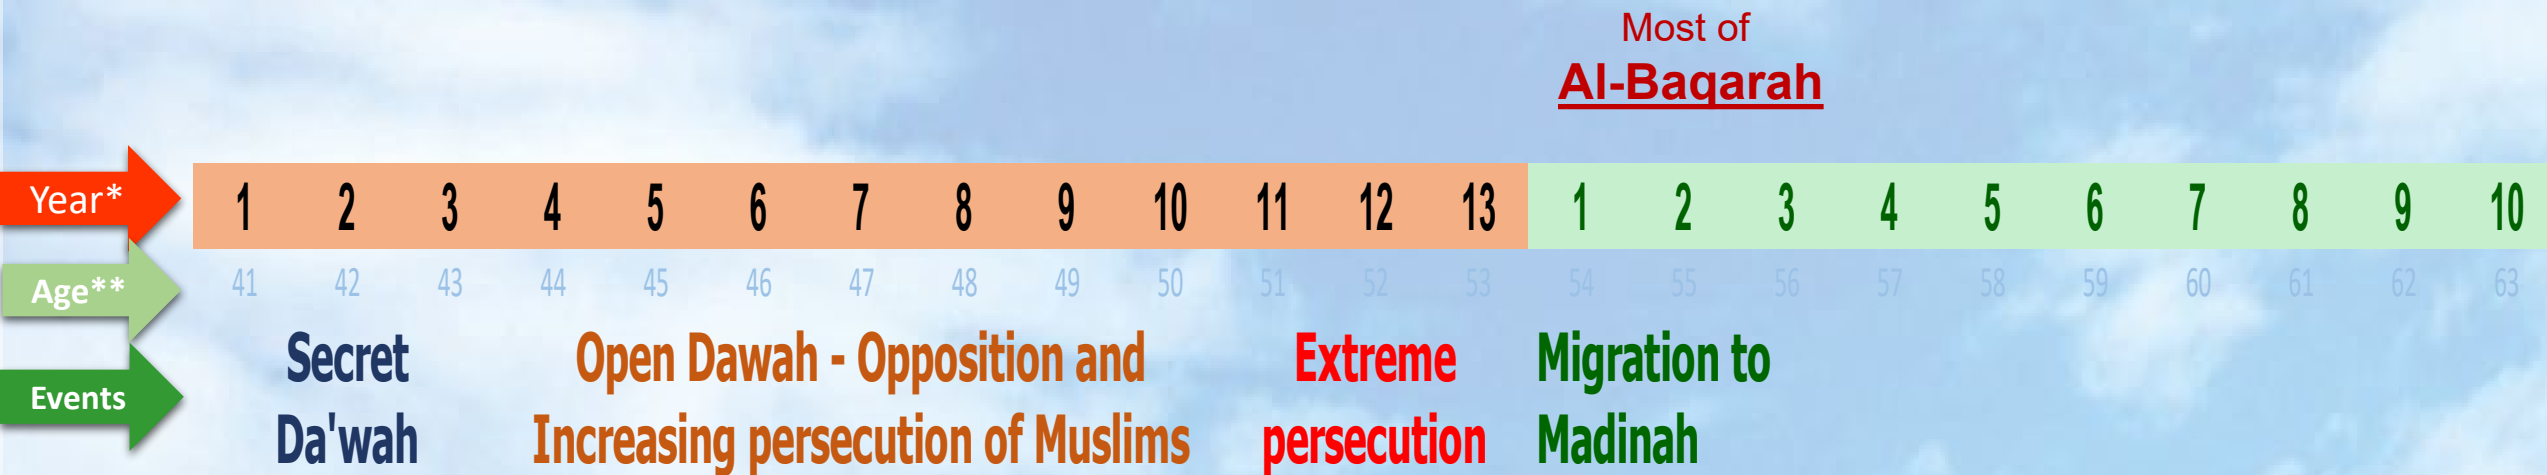 Most of
Al-Baqarah
Year* 1 2 3 4 5 6 7 8 9 10 11 12 13 1 2 3 4 5 6 7 8 9 10
Age** 41 42 43 44 45 46 47 48 49 50 51 52 53 54 55 56 57 58 59 60 61 62 63
Events
Secret
Da'wah
Open Dawah - Opposition and
Increasing persecution of Muslims
Extreme
persecution
Migration to
Madinah